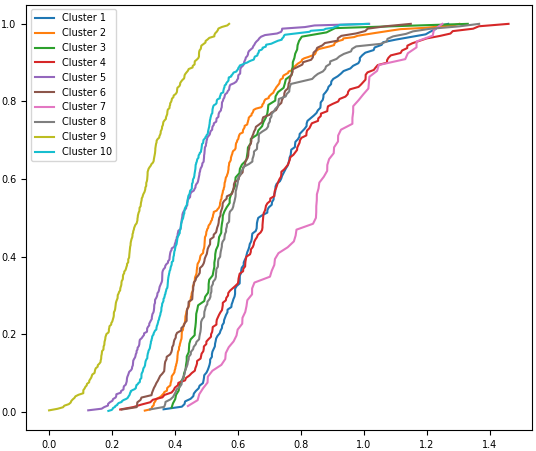 1.0
0.8
0.6
0.4
0.2
0.0
Cluster 1
Cluster 2
Cluster 3
Cluster 4
Cluster 5
Cluster 6
Cluster 7
Cluster 8
Cluster 9
Cluster 10
0.0 0.2 0.4 0.6 0.8 1.0 1.2 1.4